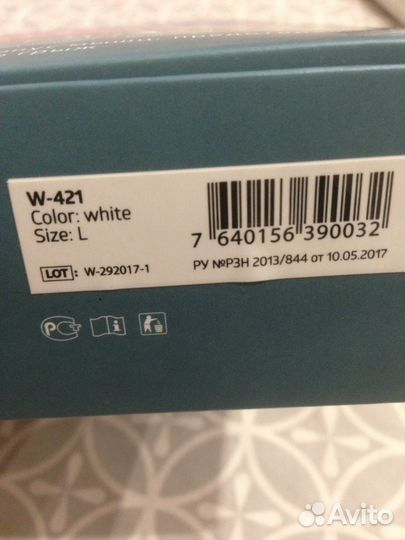 W-421
Color: white
Size: L
LOT: W-292017-1
7 640156 390032
РУ №РЗН 2013/844 от 10.05.2017
РСТ
Avito